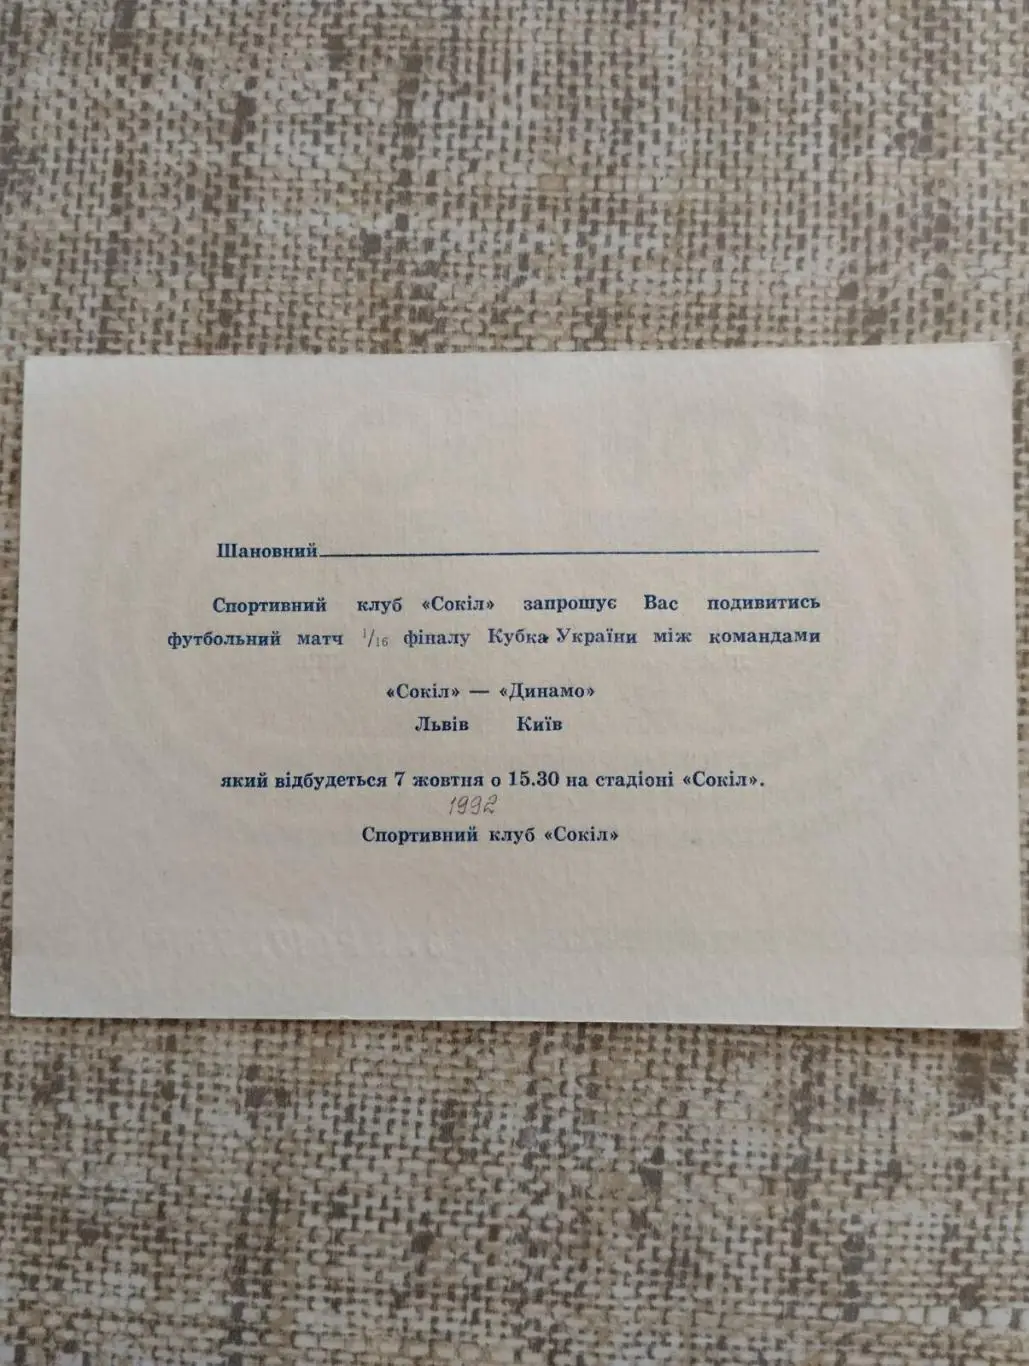 Шановний
Спортивний клуб «Сокіл» запрошує Вас подивитись
футбольний матч 1/16 фіналу Кубка України між командами
«Сокіл» — «Динамо»
Львів Київ
який відбудеться 7 жовтня о 15.30 на стадіоні «Сокіл».
1992
Спортивний клуб «Сокіл»